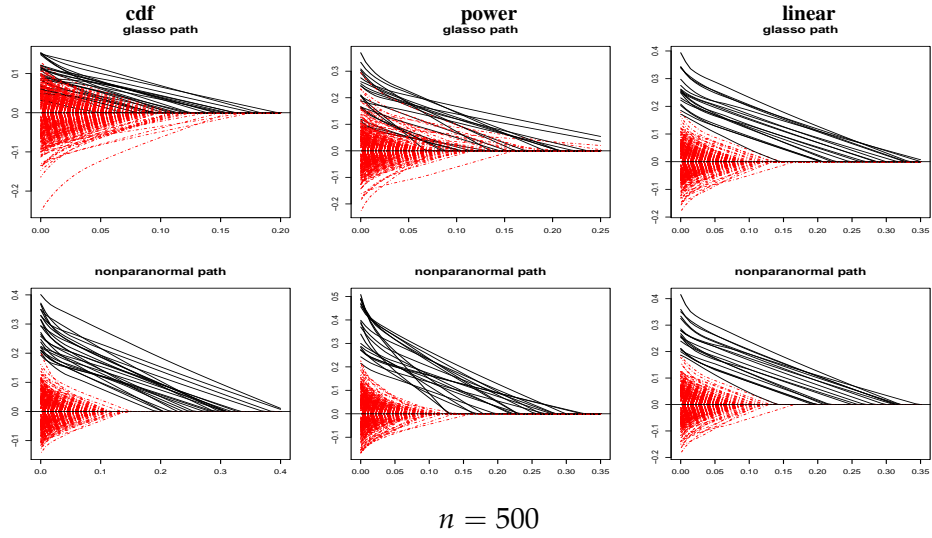 cdf power linear
glasso path glasso path glasso path
0.1 0.3 0.4
0.2 0.3
0.0 0.1 0.2
-0.1 0.0 0.1
-0.2 -0.1 0.0
-0.2 -0.1
-0.2
0.00 0.05 0.10 0.15 0.20 0.00 0.05 0.10 0.15 0.20 0.25 0.00 0.05 0.10 0.15 0.20 0.25 0.30 0.35
nonparanormal path nonparanormal path nonparanormal path
0.4 0.5 0.4
0.3 0.4 0.3
0.2 0.3 0.2
0.1 0.2 0.1
0.0 0.1 0.0
-0.1 0.0 -0.1
-0.1 -0.2
0.0 0.1 0.2 0.3 0.4 0.00 0.05 0.10 0.15 0.20 0.25 0.30 0.35 0.00 0.05 0.10 0.15 0.20 0.25 0.30 0.35
n = 500